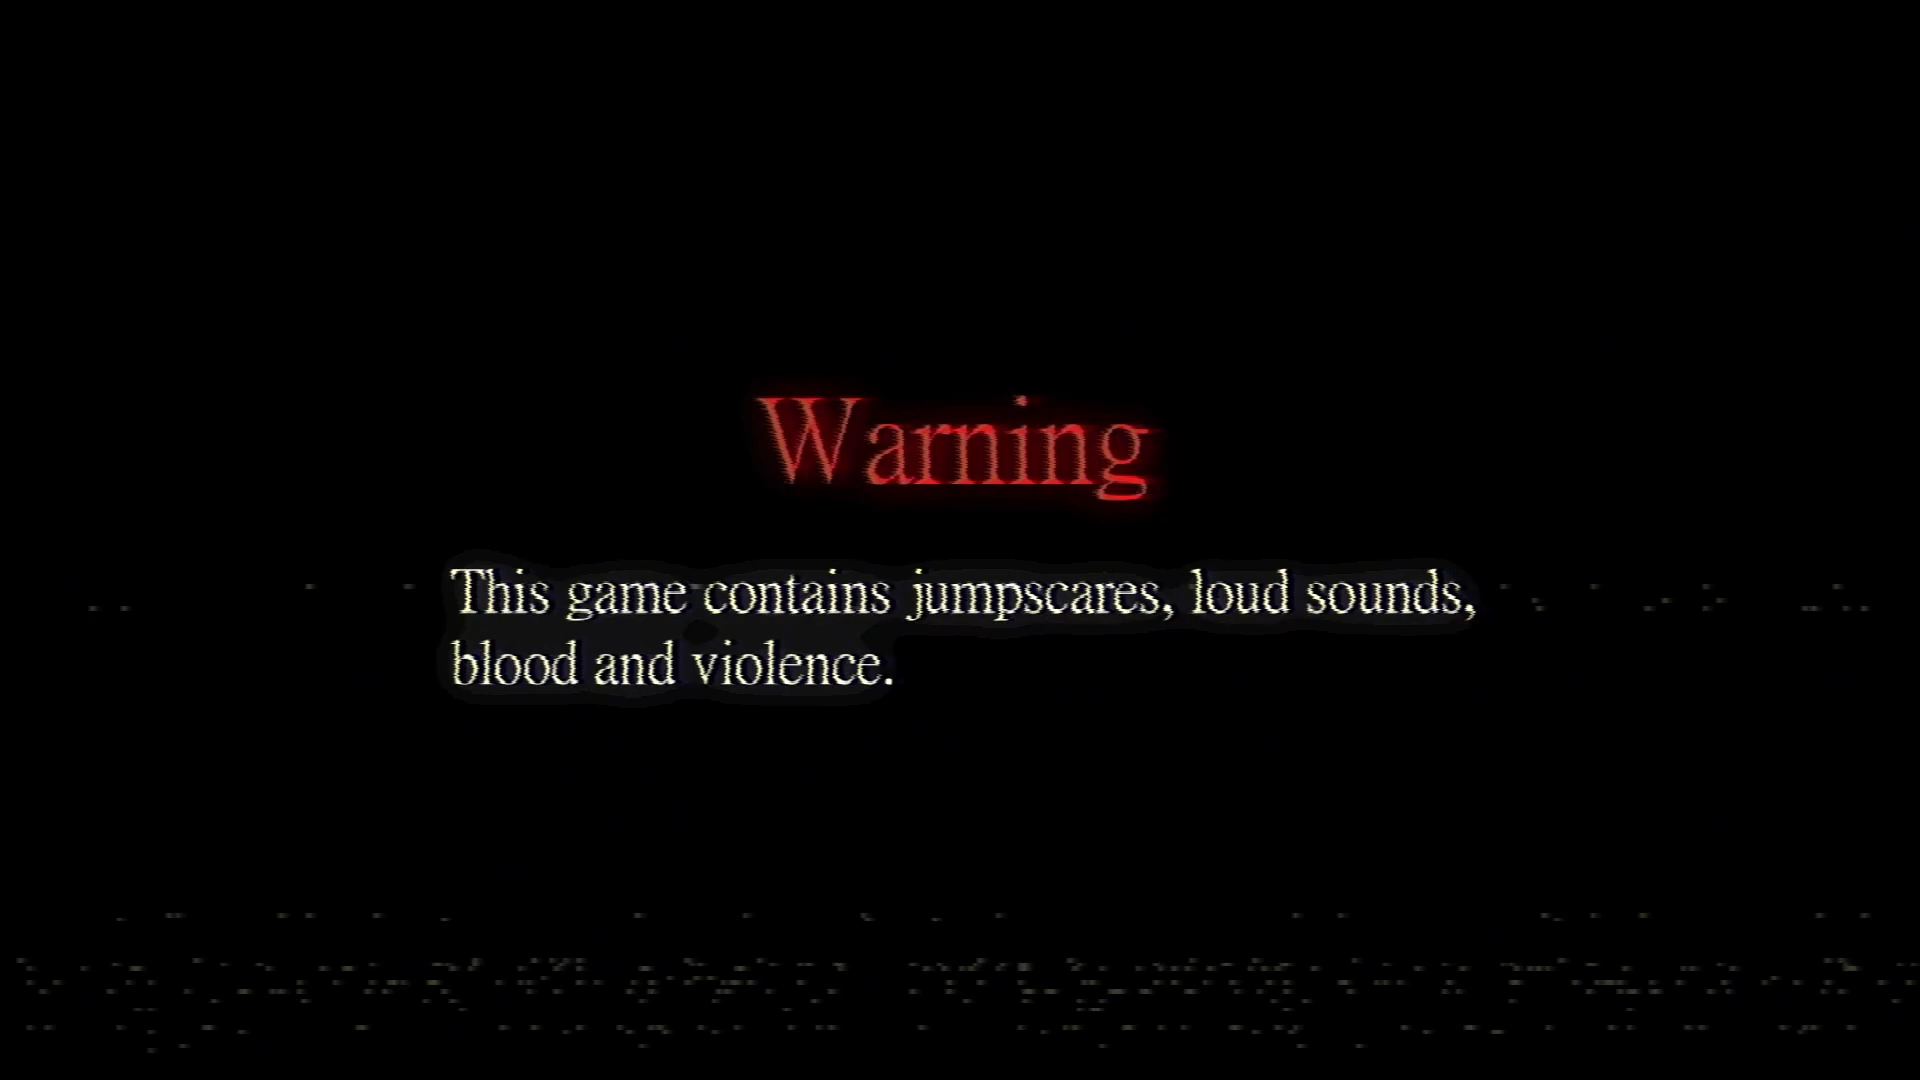 Warning
This game contains jumpscares, loud sounds,
blood and violence.